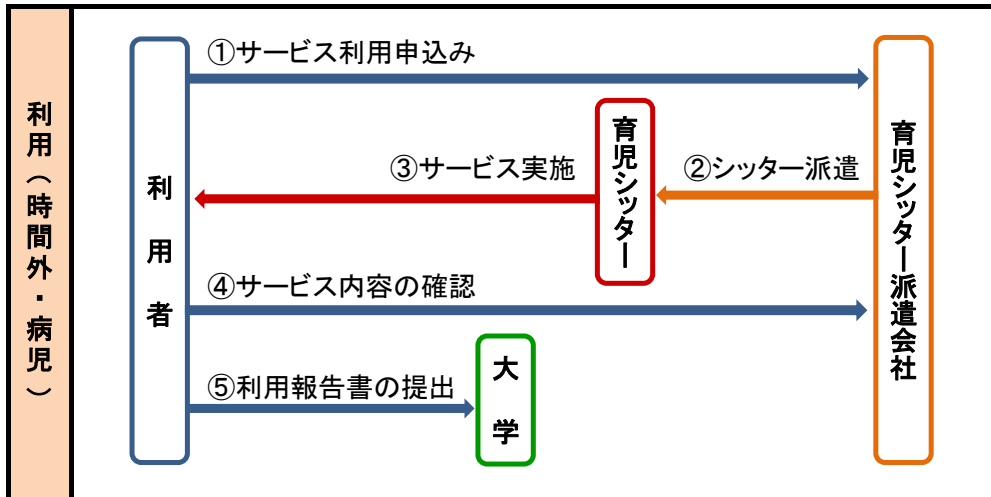 利用（時間外・病児）
①サービス利用申込み
利用者
育児シッター
育児シッター派遣会社
③サービス実施
②シッター派遣
④サービス内容の確認
⑤利用報告書の提出
大学